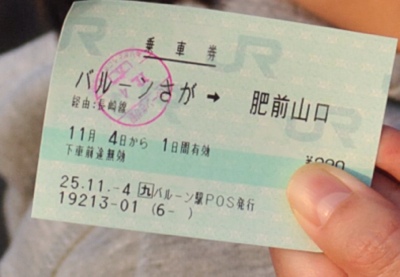 乗車券
バルーンさが → 肥前山口
経由:長崎線
11月 4日から 1日間有効
下車前途無効
25.11.-4 九 バルーン駅POS発行
19213-01 (6- )